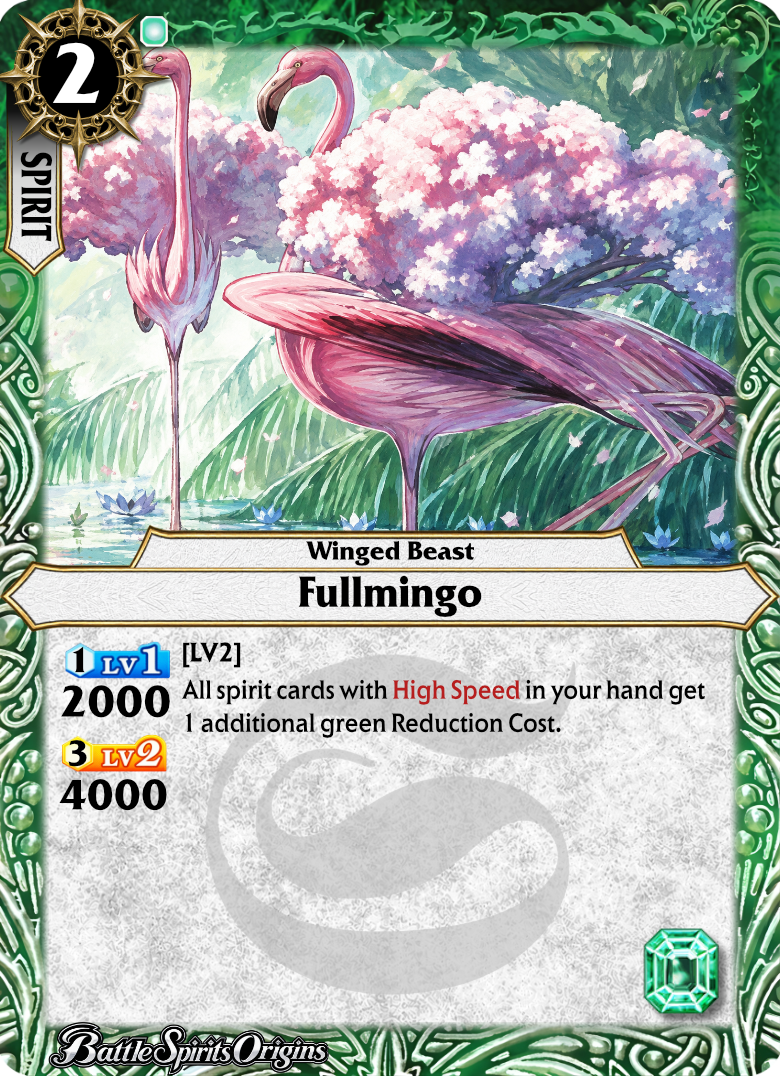 2
SPIRIT
Winged Beast
Fullmingo
1 LV1
2000
3 LV2
4000
[LV2]
All spirit cards with High Speed in your hand get
1 additional green Reduction Cost.
Battle Spirits Origins